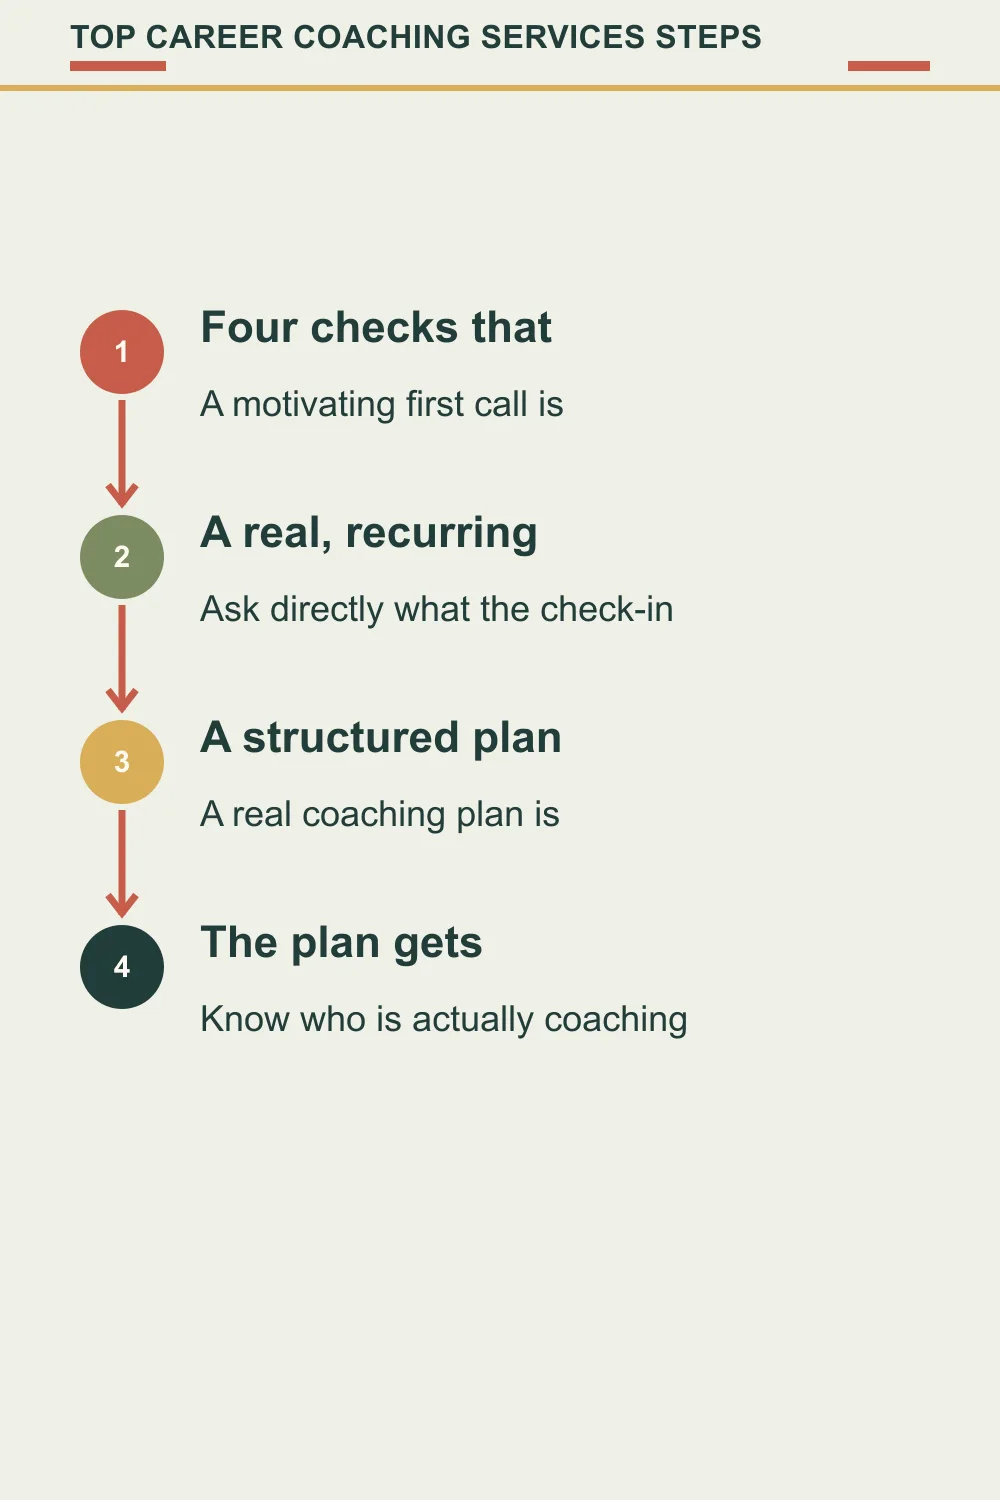 TOP CAREER COACHING SERVICES STEPS
1
Four checks that
A motivating first call is
2
A real, recurring
Ask directly what the check-in
3
A structured plan
A real coaching plan is
4
The plan gets
Know who is actually coaching